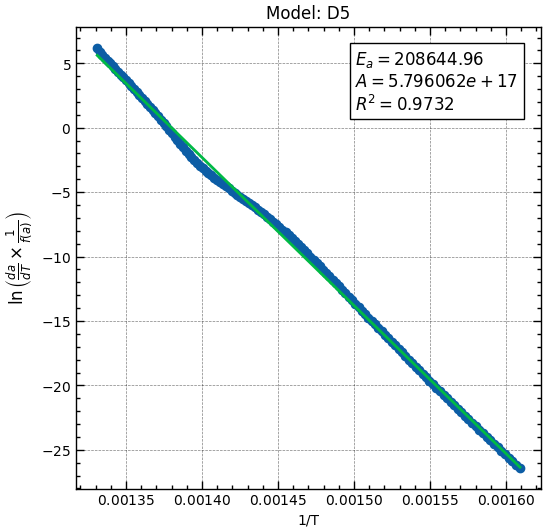 Model: D5
E_a = 208644.96
A = 5.796062e + 17
R² = 0.9732
5
0
−5
−10
−15
−20
−25
ln (da/dT × 1/f(a))
0.00135 0.00140 0.00145 0.00150 0.00155 0.00160
1/T